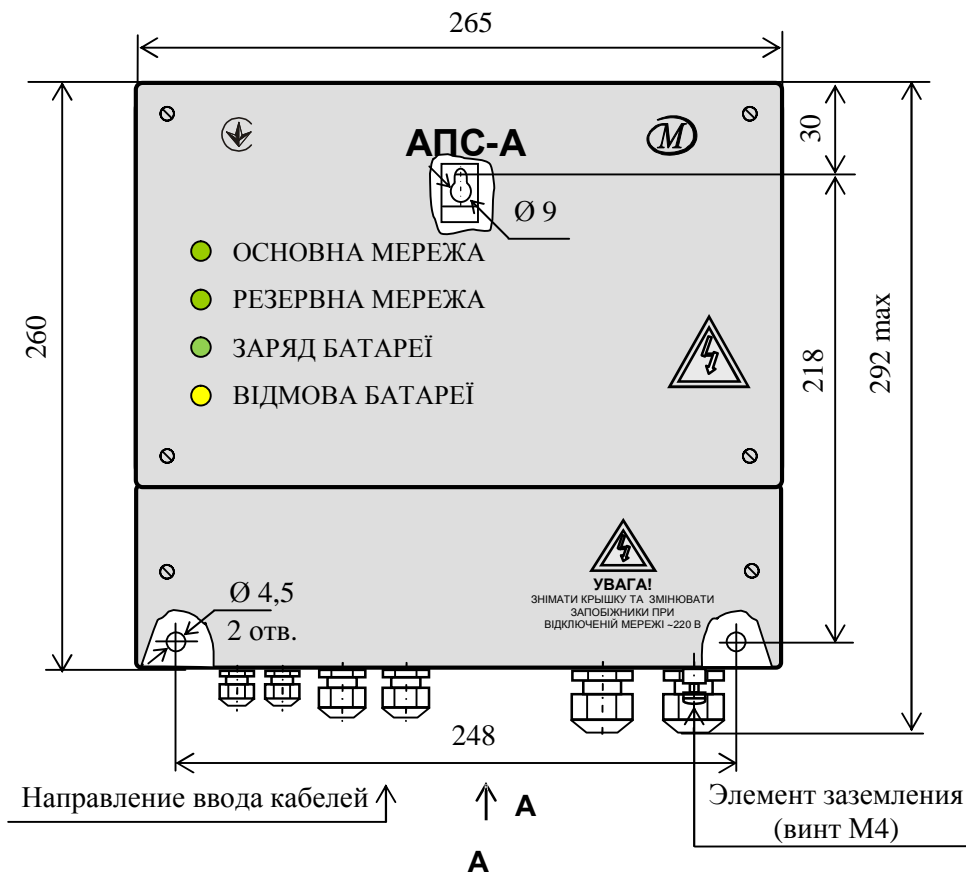 265
30
М
АПС-А
Ø 9
ОСНОВНА МЕРЕЖА
РЕЗЕРВНА МЕРЕЖА
ЗАРЯД БАТАРЕЇ
ВІДМОВА БАТАРЕЇ
260
218
292 max
УВАГА!
ЗНІМАТИ КРЫШКУ ТА ЗМІНЮВАТИ
ЗАПОБІЖНИКИ ПРИ
ВІДКЛЮЧЕНІЙ МЕРЕЖІ ~220 В
Ø 4,5
2 отв.
248
Направление ввода кабелей
А
Элемент заземления
(винт М4)
А